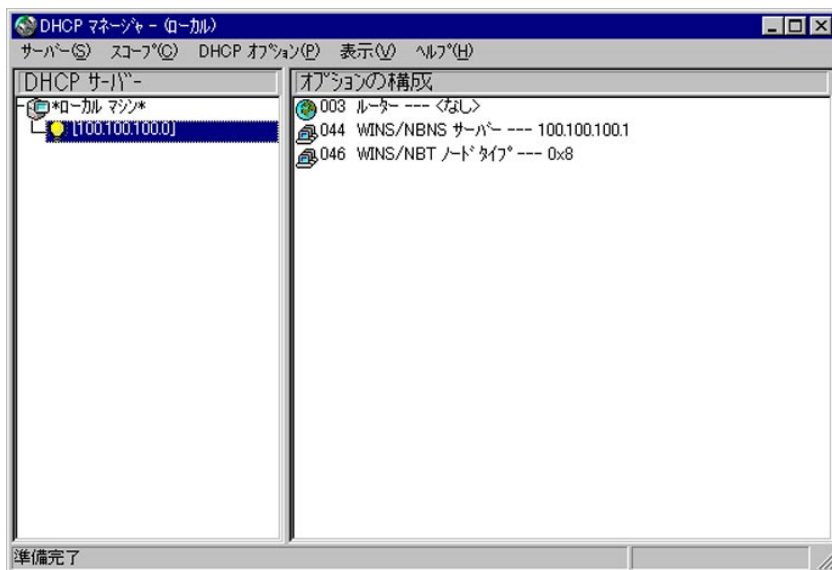 DHCP ﾏﾈｰｼﾞｬ - (ﾛｰｶﾙ)
ｻｰﾊﾞｰ(S) ｽｺｰﾌﾟ(C) DHCP ｵﾌﾟｼｮﾝ(P) 表示(V) ﾍﾙﾌﾟ(H)
DHCP ｻｰﾊﾞｰ
*ﾛｰｶﾙ ﾏｼﾝ*
[100.100.100.0]
ｵﾌﾟｼｮﾝの構成
003 ﾙｰﾀｰ --- <なし>
044 WINS/NBNS ｻｰﾊﾞｰ --- 100.100.100.1
046 WINS/NBT ﾉｰﾄﾞ ﾀｲﾌﾟ --- 0x8
準備完了